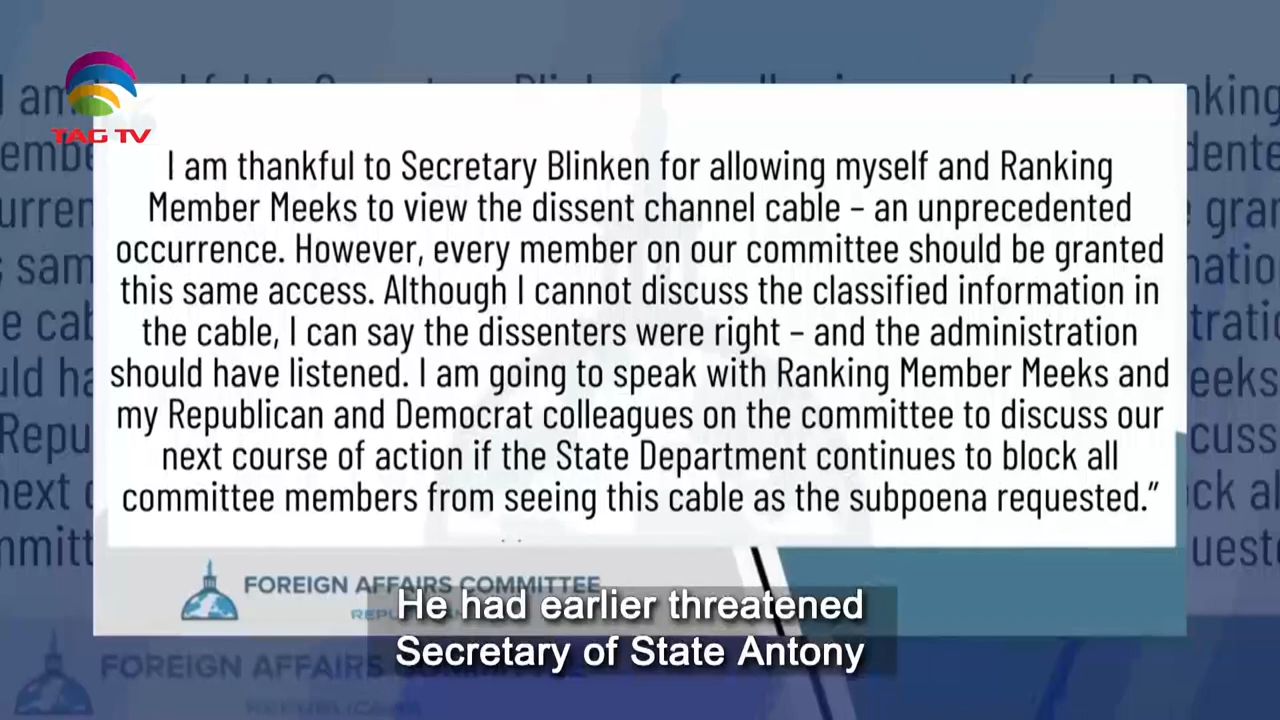 TAG TV
I am thankful to Secretary Blinken for allowing myself and Ranking
Member Meeks to view the dissent channel cable – an unprecedented
occurrence. However, every member on our committee should be granted
this same access. Although I cannot discuss the classified information in
the cable, I can say the dissenters were right – and the administration
should have listened. I am going to speak with Ranking Member Meeks and
my Republican and Democrat colleagues on the committee to discuss our
next course of action if the State Department continues to block all
committee members from seeing this cable as the subpoena requested.”
FOREIGN AFFAIRS COMMITTEE
He had earlier threatened
Secretary of State Antony
FOREIGN AFFAIRS